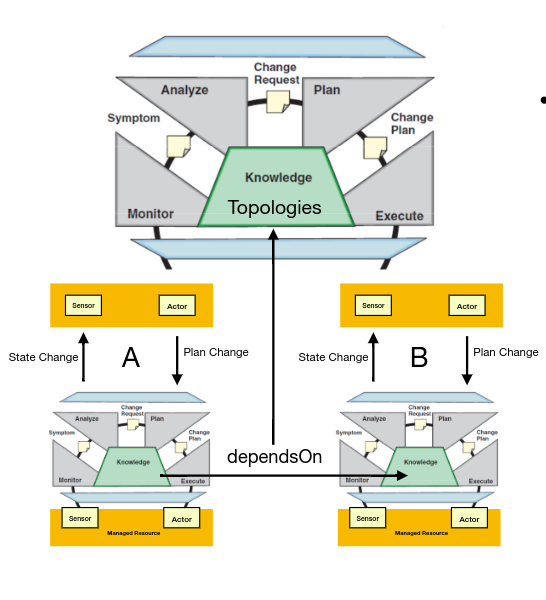 Change
Request
Analyze
Plan
Symptom
Change
Plan
Knowledge
Topologies
Monitor
Execute
Sensor
Actor
Sensor
Actor
State Change
A
Plan Change
State Change
B
Plan Change
Change
Request
Analyze
Plan
Symptom
Change
Plan
Knowledge
Monitor
Execute
Change
Request
Analyze
Plan
Symptom
Change
Plan
Knowledge
Monitor
Execute
dependsOn
Sensor
Actor
Managed Resource
Sensor
Actor
Managed Resource